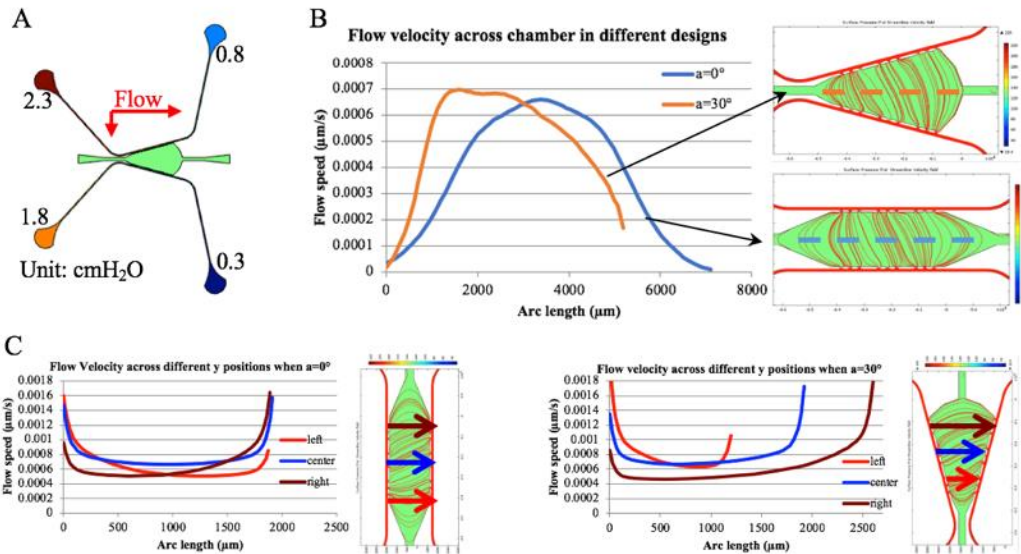 A
2.3
0.8
Flow
1.8
0.3
Unit: cmH₂O
B
Flow velocity across chamber in different designs
Flow speed (µm/s)
0.0008
0.0007
0.0006
0.0005
0.0004
0.0003
0.0002
0.0001
0
0
2000
4000
6000
8000
Arc length (µm)
a=0°
a=30°
C
Flow Velocity across different y positions when a=0°
Flow speed (µm/s)
0.0018
0.0016
0.0014
0.0012
0.001
0.0008
0.0006
0.0004
0.0002
0
0
500
1000
1500
2000
2500
Arc length (µm)
left
center
right
Flow velocity across different y positions when a=30°
Flow speed (µm/s)
0.0018
0.0016
0.0014
0.0012
0.001
0.0008
0.0006
0.0004
0.0002
0
0
500
1000
1500
2000
2500
Arc length (µm)
left
center
right